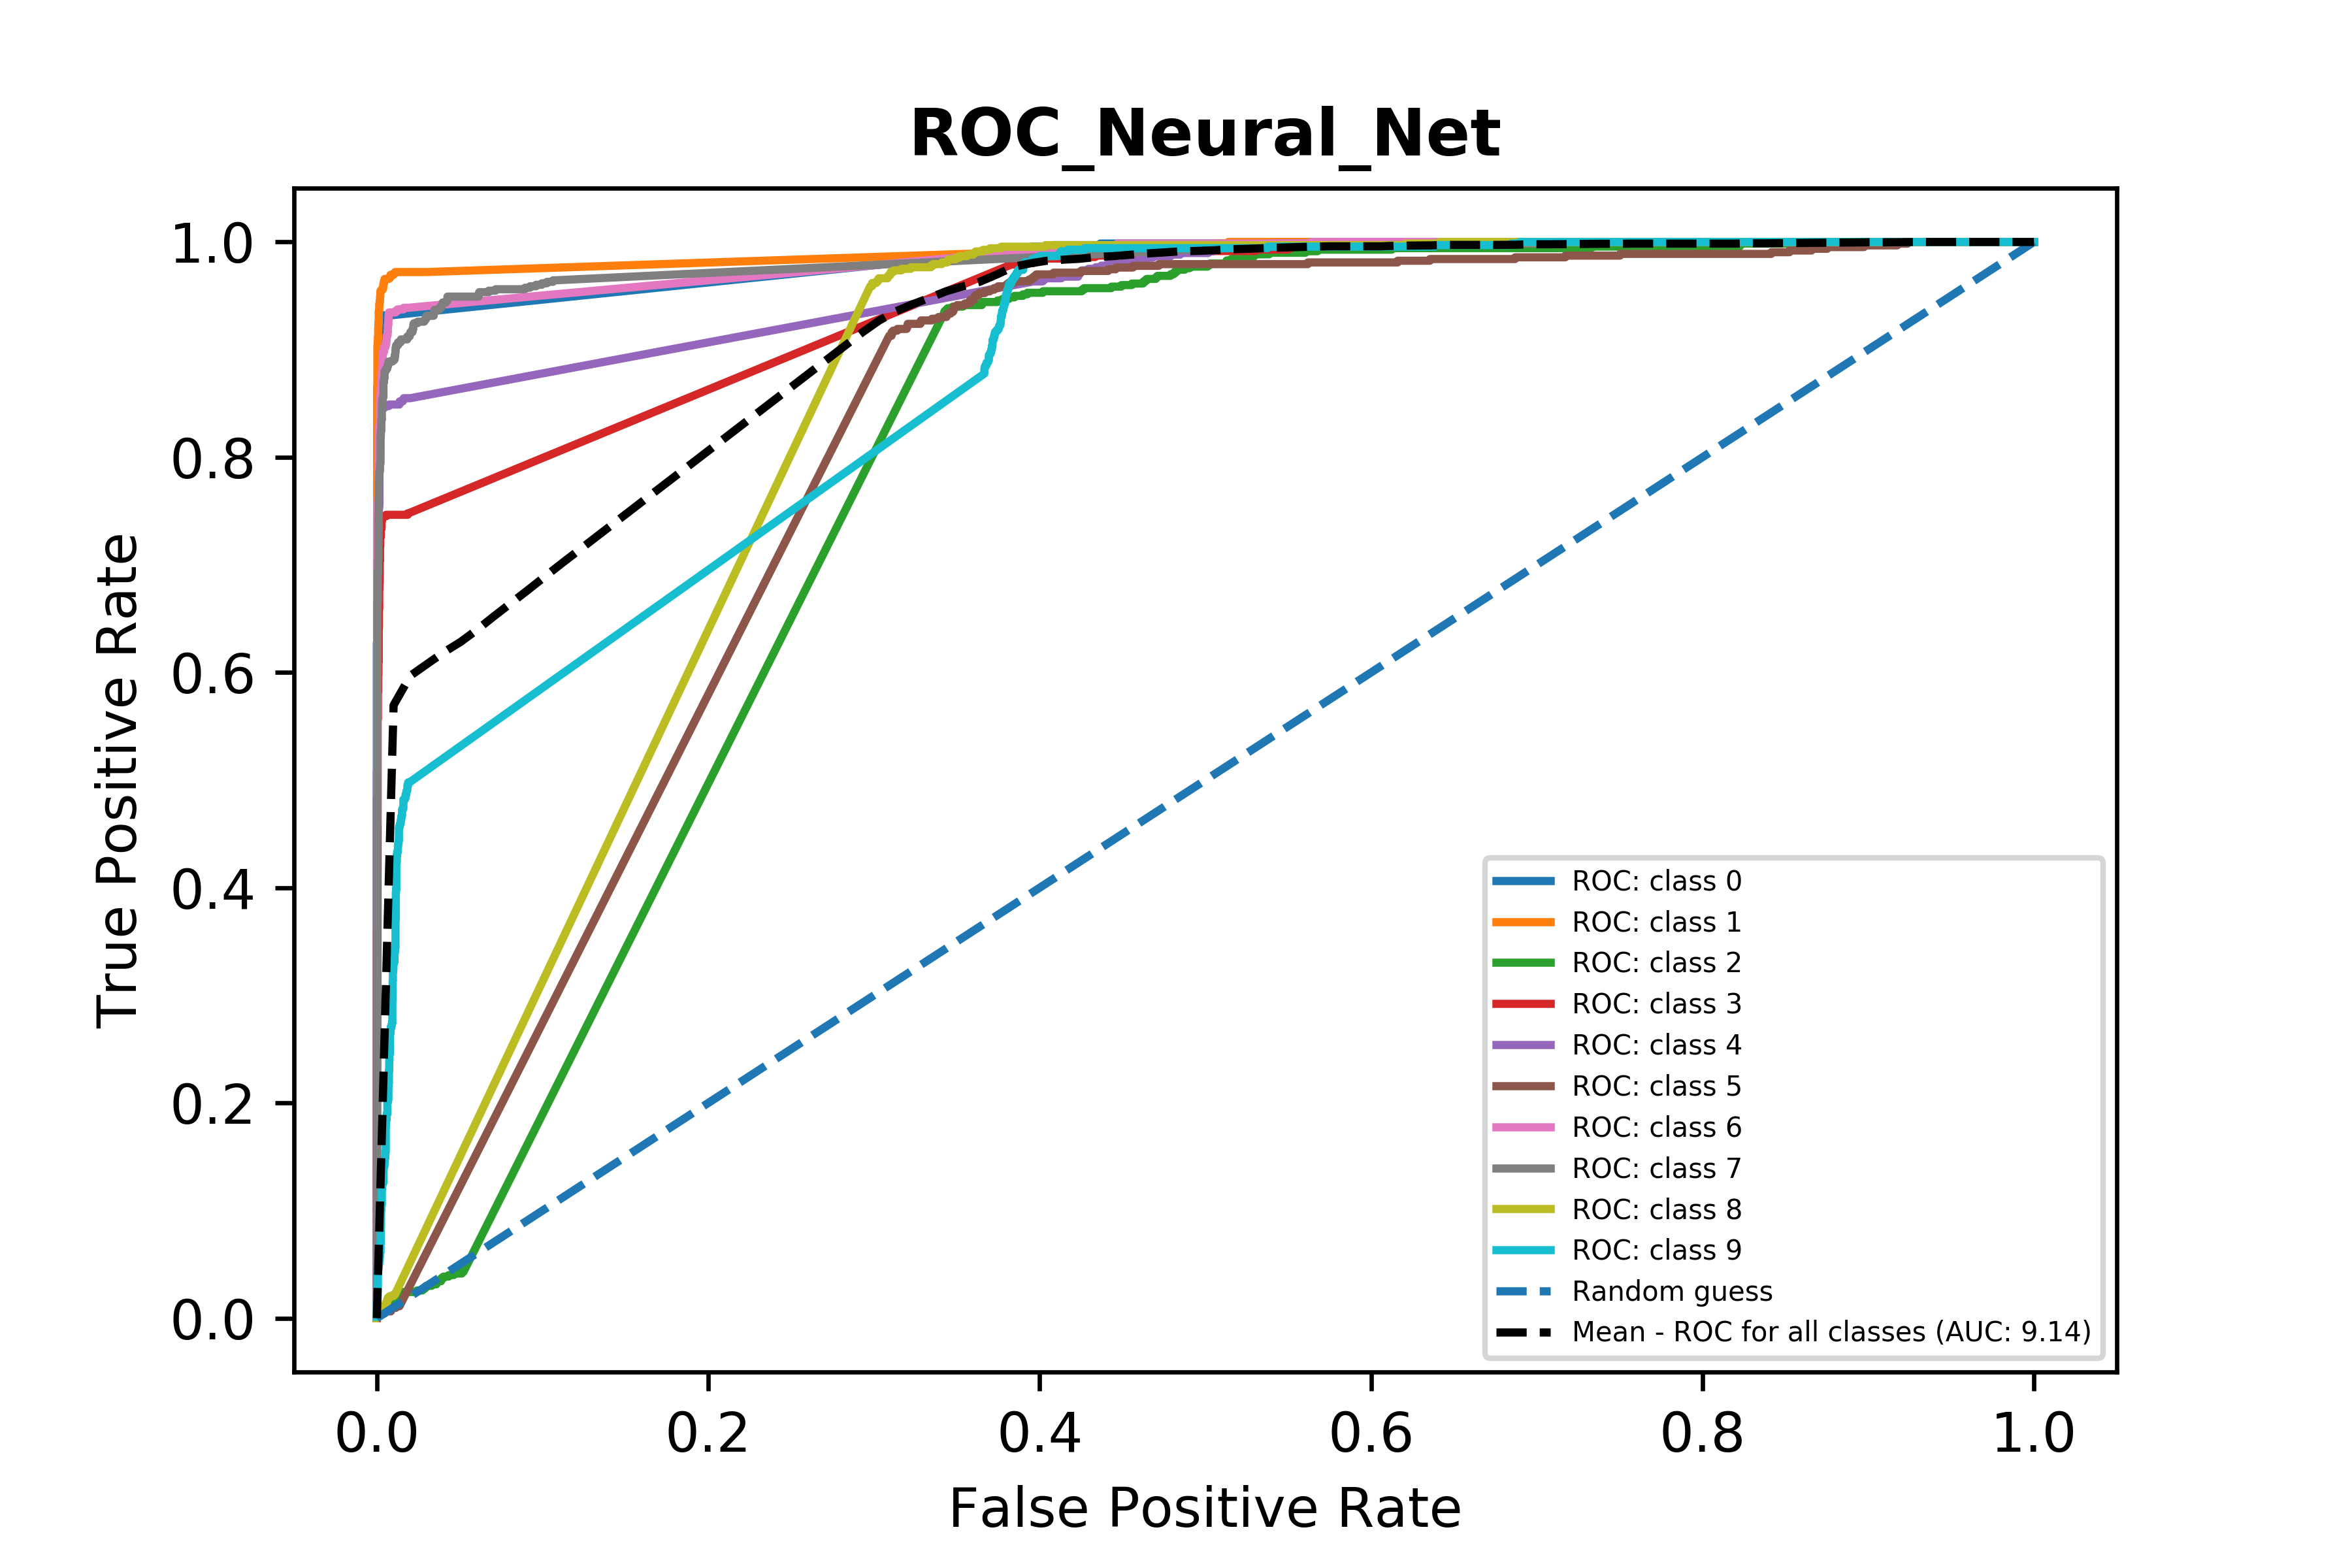 ROC_Neural_Net
1.0
0.8
0.6
0.4
0.2
0.0
True Positive Rate
0.0 0.2 0.4 0.6 0.8 1.0
False Positive Rate
ROC: class 0
ROC: class 1
ROC: class 2
ROC: class 3
ROC: class 4
ROC: class 5
ROC: class 6
ROC: class 7
ROC: class 8
ROC: class 9
Random guess
Mean - ROC for all classes (AUC: 9.14)